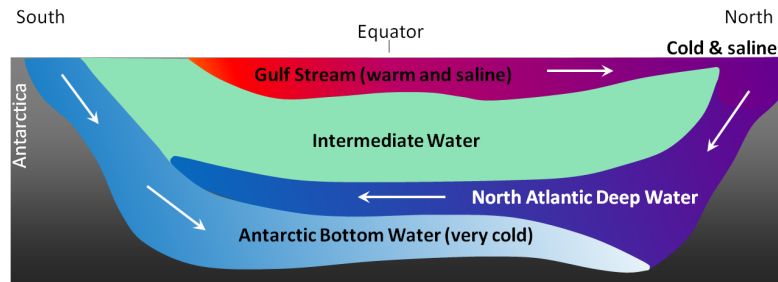 South
North
Equator
Cold & saline
Gulf Stream (warm and saline)
Antarctica
Intermediate Water
North Atlantic Deep Water
Antarctic Bottom Water (very cold)